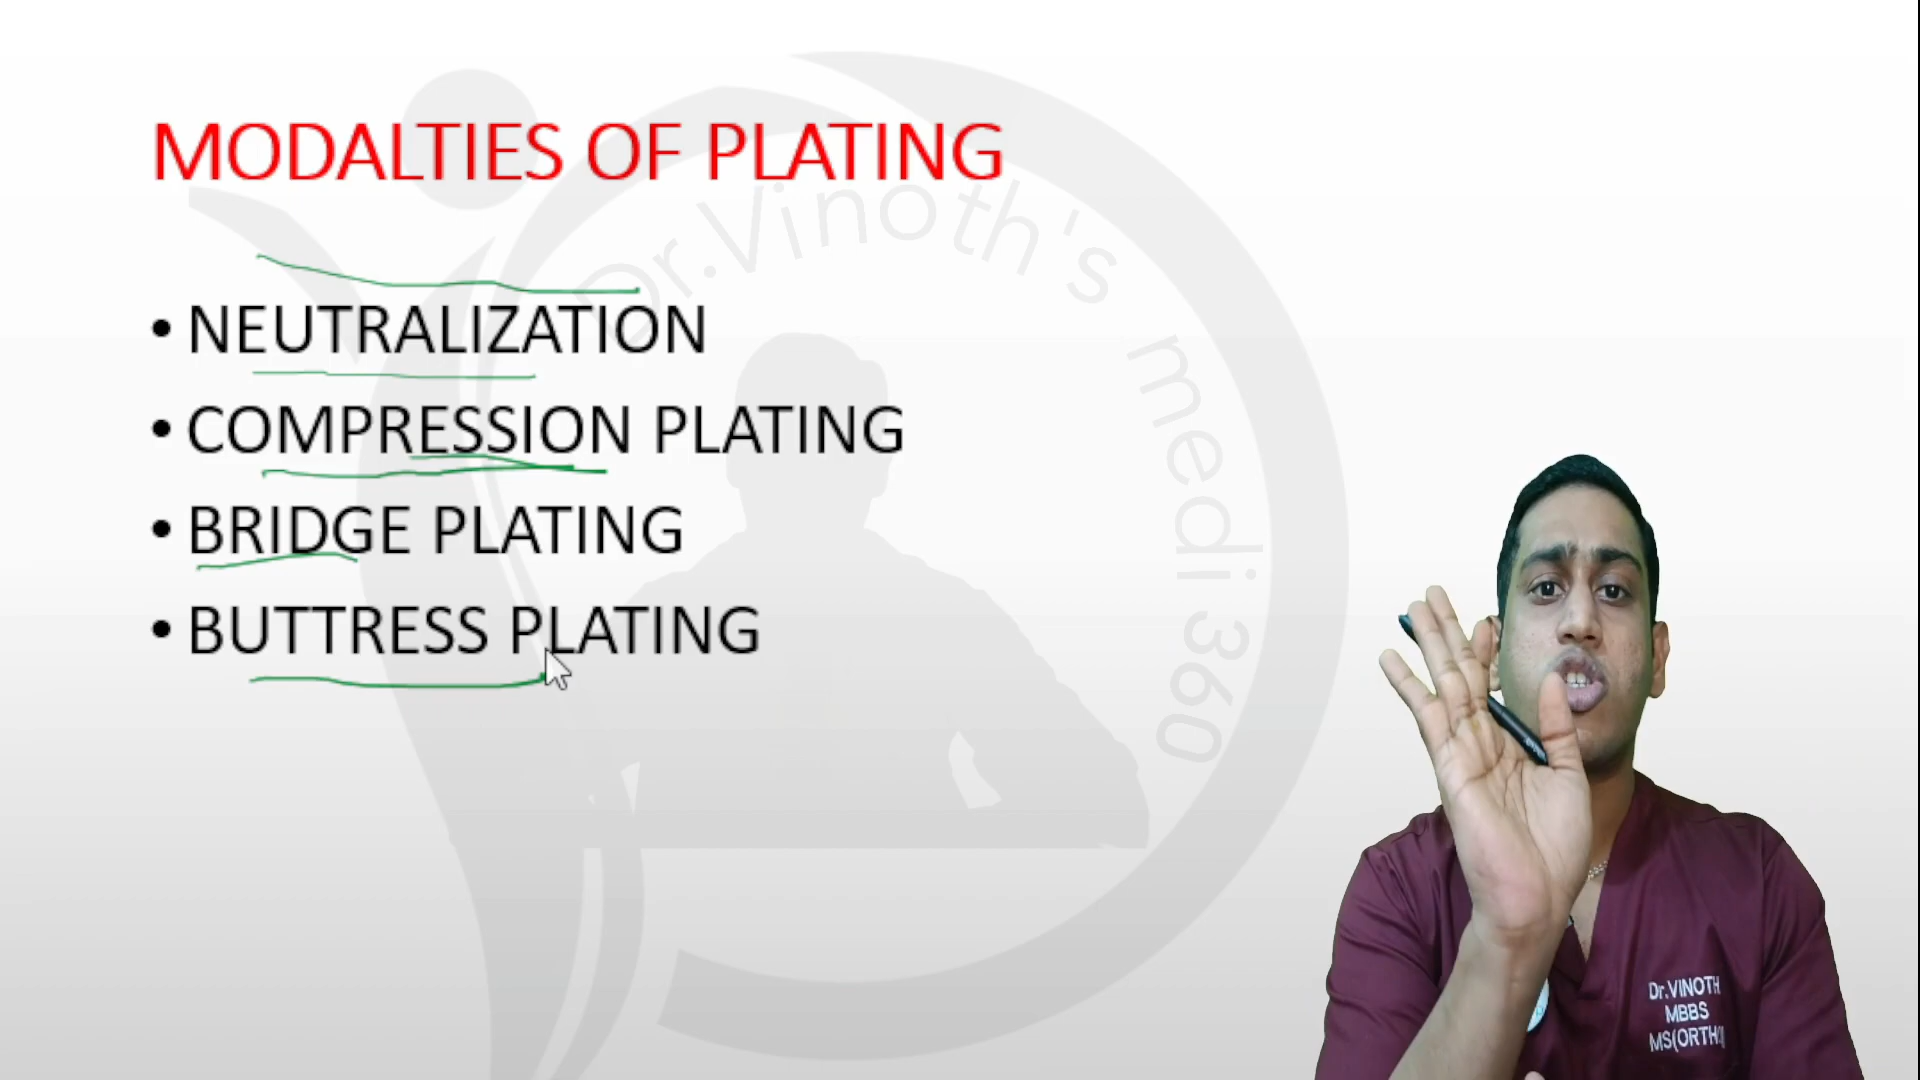 MODALTIES OF PLATING
• NEUTRALIZATION
• COMPRESSION PLATING
• BRIDGE PLATING
• BUTTRESS PLATING
Dr.Vinoth's medi 360
Dr.VINOTH
MBBS
MS(ORTHO)